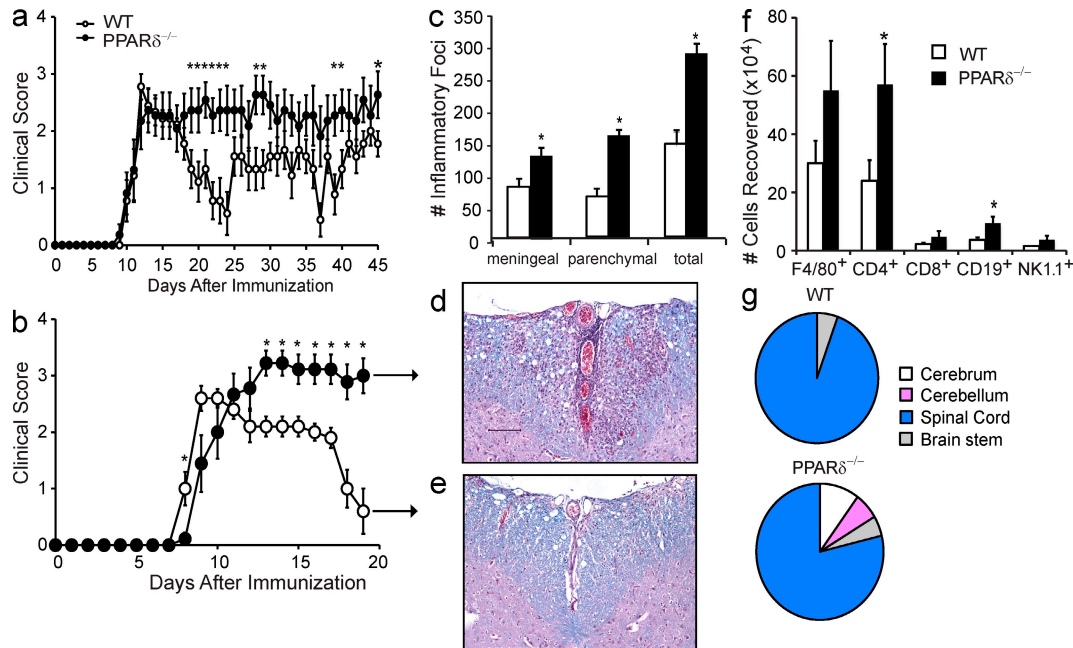 a
WT
PPARδ⁻/⁻
Clinical Score
4
3
2
1
0
****** ** ** *
0 5 10 15 20 25 30 35 40 45
Days After Immunization
b
Clinical Score
4
3
2
1
0
* * * * * * * *
0 5 10 15 20
Days After Immunization
c
# Inflammatory Foci
350
300
250
200
150
100
50
0
* * *
meningeal parenchymal total
d
e
f
# Cells Recovered (x10⁴)
80
60
40
20
0
WT
PPARδ⁻/⁻
* *
F4/80⁺ CD4⁺ CD8⁺ CD19⁺ NK1.1⁺
g
WT
Cerebrum
Cerebellum
Spinal Cord
Brain stem
PPARδ⁻/⁻